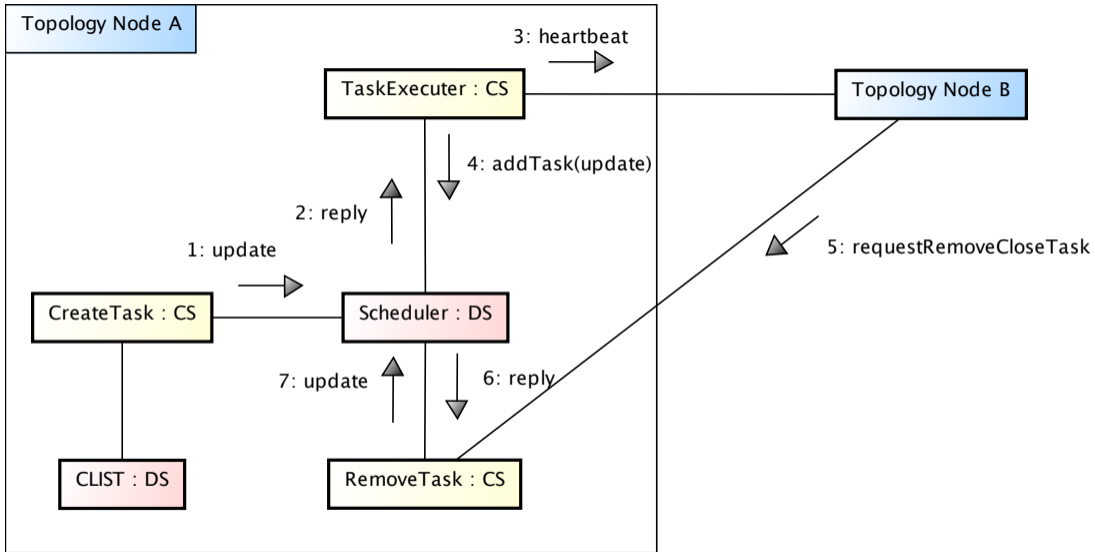 Topology Node A
3: heartbeat
TaskExecuter : CS
Topology Node B
4: addTask(update)
2: reply
1: update
5: requestRemoveCloseTask
CreateTask : CS
Scheduler : DS
7: update
6: reply
CLIST : DS
RemoveTask : CS